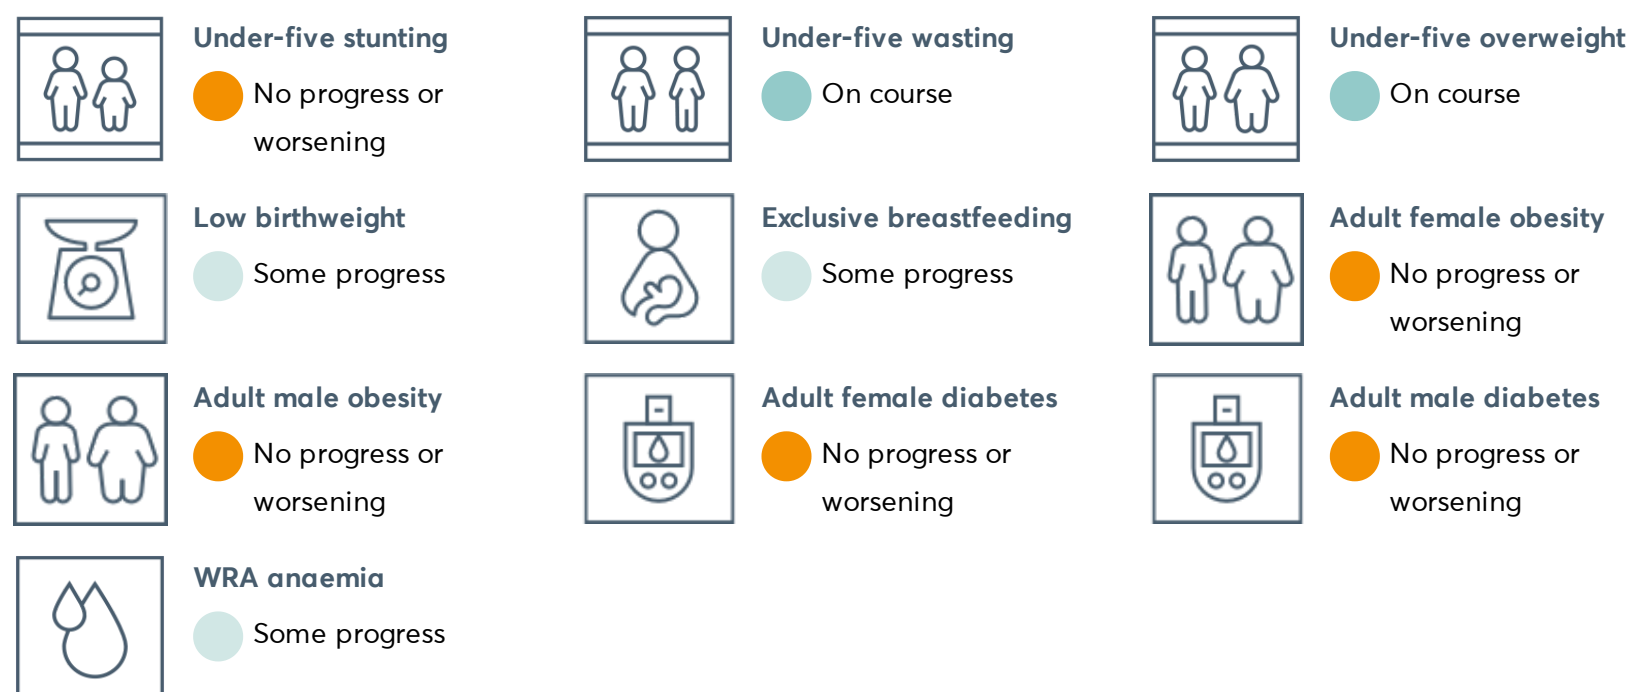 Under-five stunting
No progress or
worsening
Under-five wasting
On course
Under-five overweight
On course
Low birthweight
Some progress
Exclusive breastfeeding
Some progress
Adult female obesity
No progress or
worsening
Adult male obesity
No progress or
worsening
Adult female diabetes
No progress or
worsening
Adult male diabetes
No progress or
worsening
WRA anaemia
Some progress